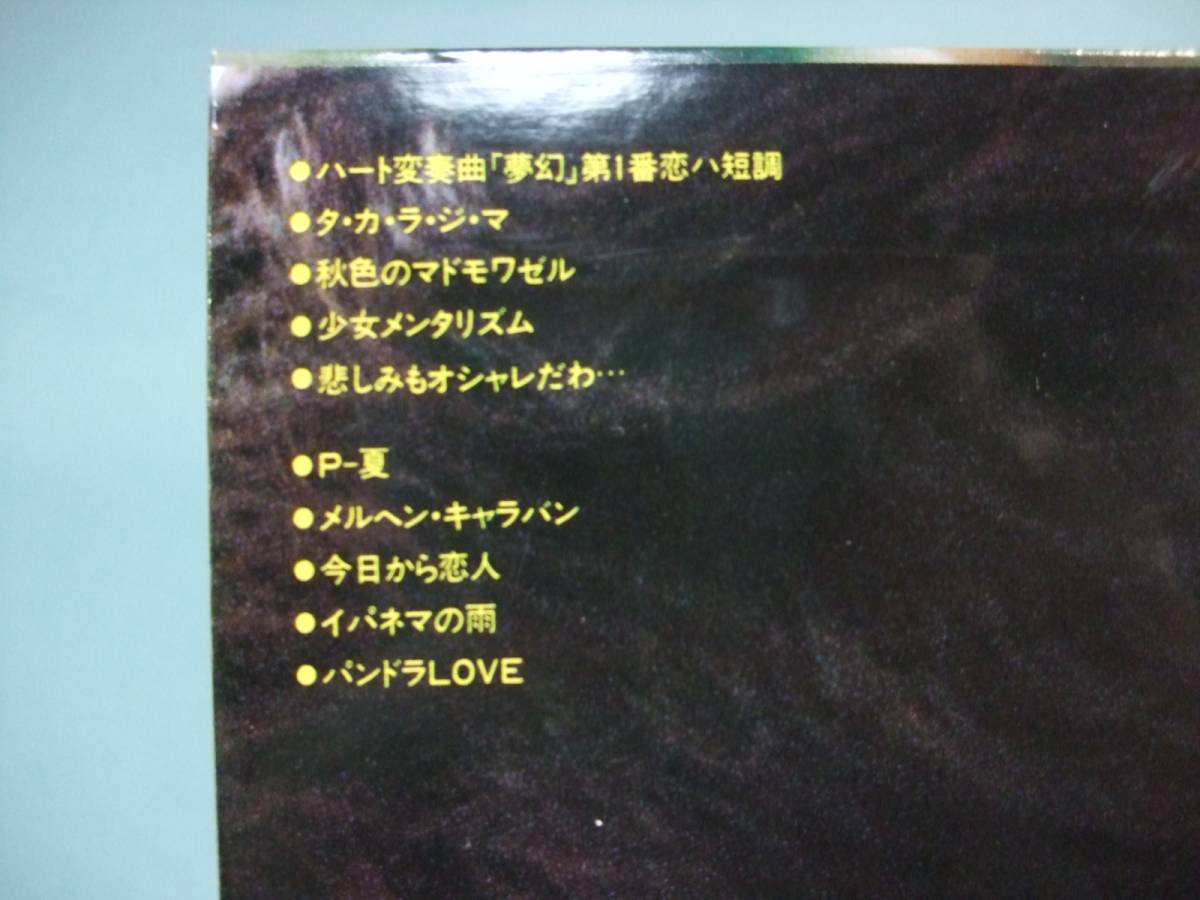 ●ハート変奏曲「夢幻」第1番恋ハ短調
●タ・カ・ラ・ジ・マ
●秋色のマドモワゼル
●少女メンタリズム
●悲しみもオシャレだわ…
●P-夏
●メルヘン・キャラバン
●今日から恋人
●イパネマの雨
●パンドラLOVE